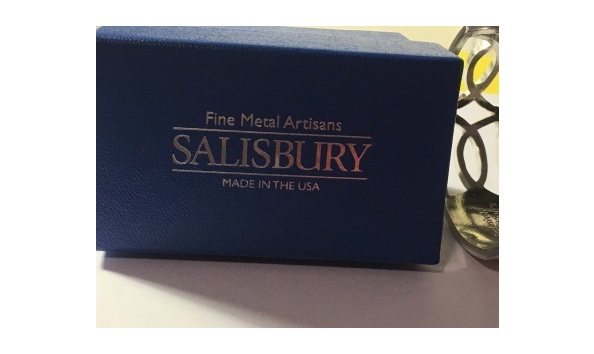 Fine Metal Artisans
SALISBURY
MADE IN THE USA